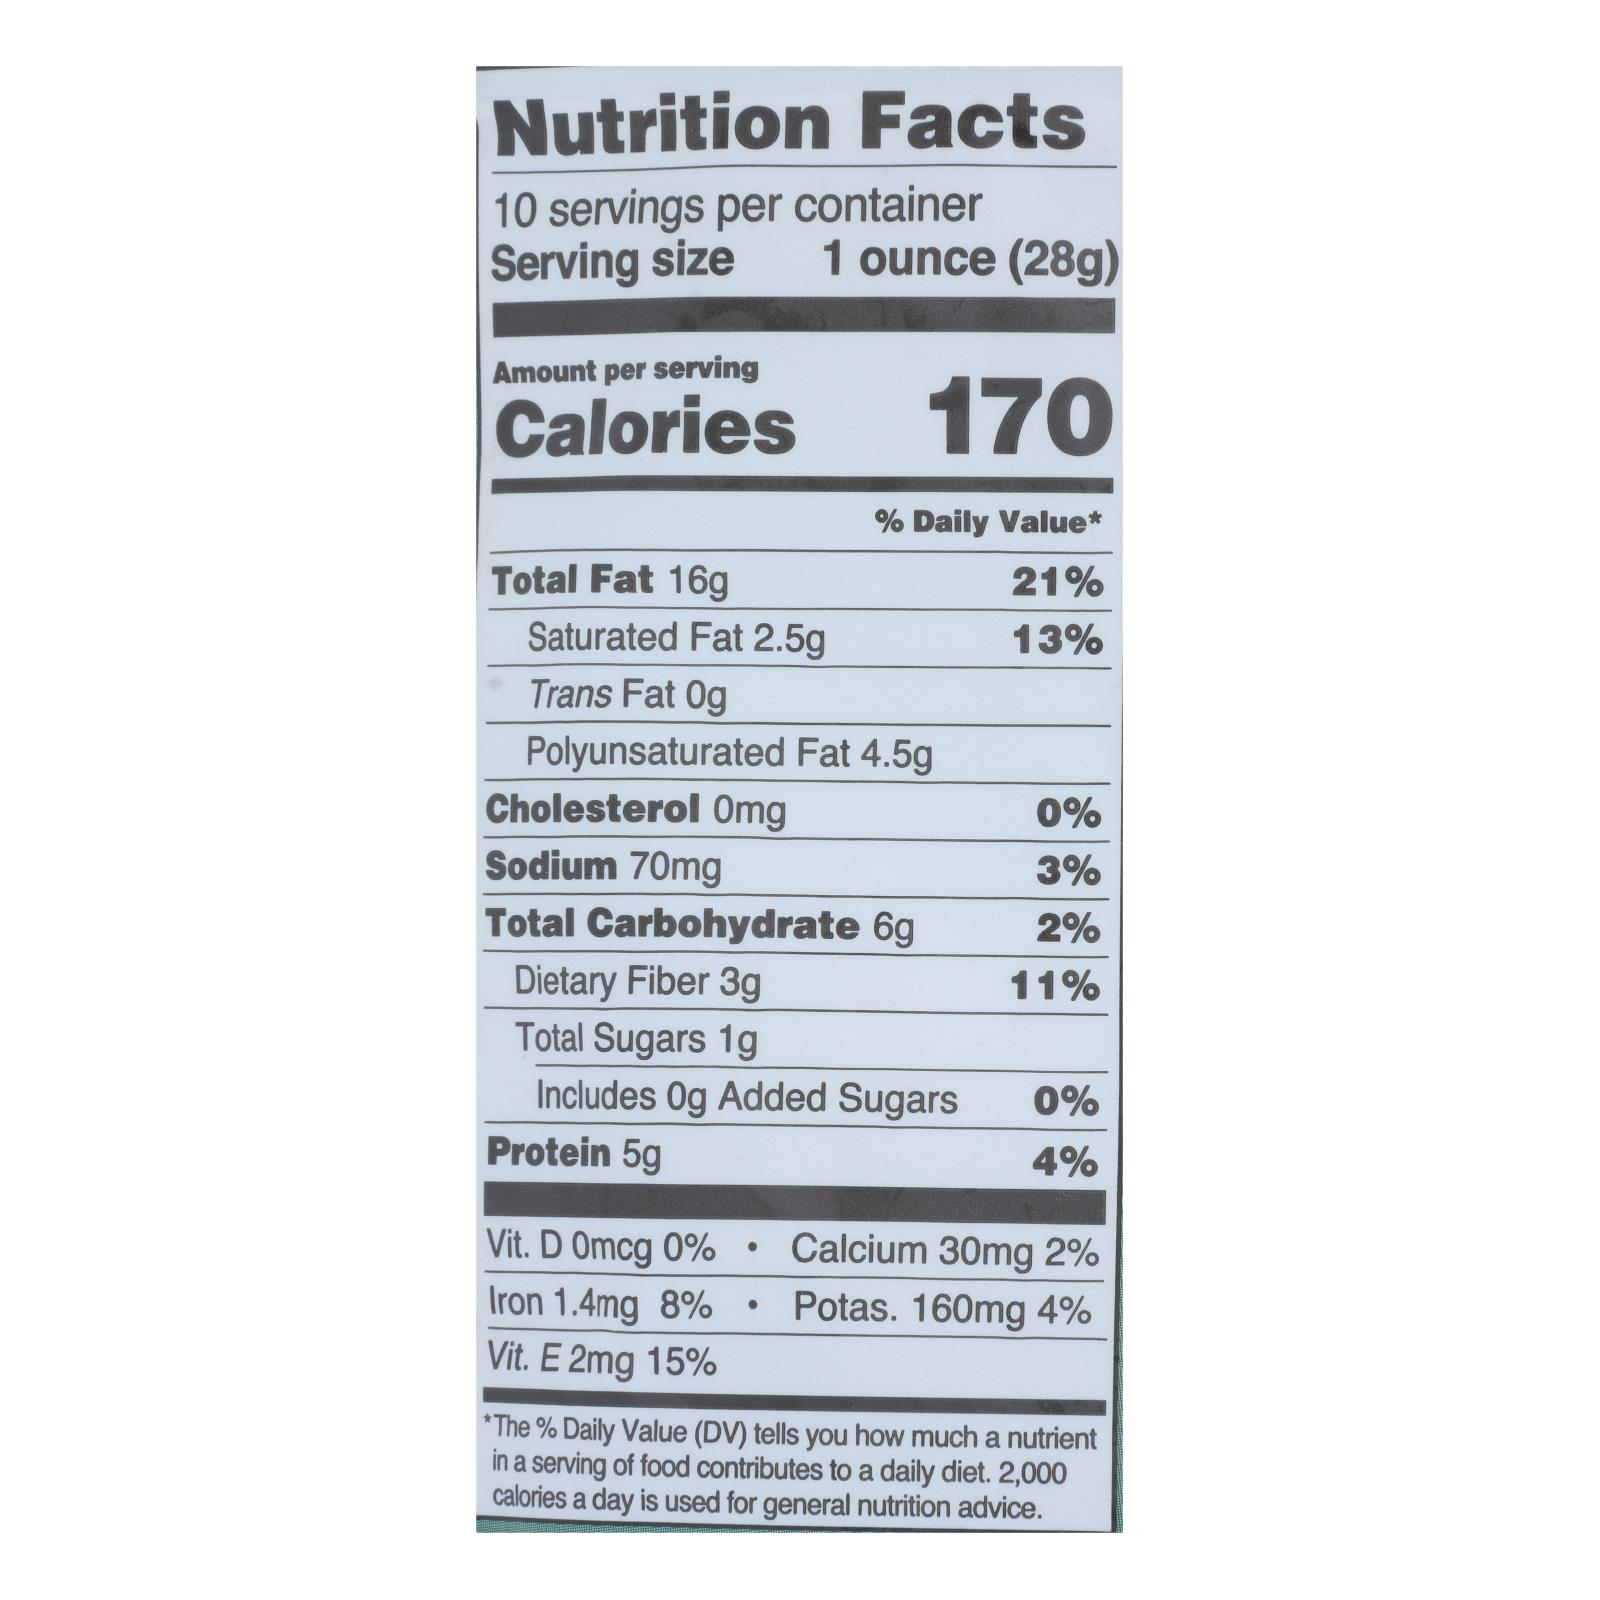 Nutrition Facts
10 servings per container
Serving size 1 ounce (28g)
Amount per serving
Calories 170
% Daily Value*
Total Fat 16g 21%
Saturated Fat 2.5g 13%
Trans Fat 0g
Polyunsaturated Fat 4.5g
Cholesterol 0mg 0%
Sodium 70mg 3%
Total Carbohydrate 6g 2%
Dietary Fiber 3g 11%
Total Sugars 1g
Includes 0g Added Sugars 0%
Protein 5g 4%
Vit. D 0mcg 0% • Calcium 30mg 2%
Iron 1.4mg 8% • Potas. 160mg 4%
Vit. E 2mg 15%
*The % Daily Value (DV) tells you how much a nutrient
in a serving of food contributes to a daily diet. 2,000
calories a day is used for general nutrition advice.